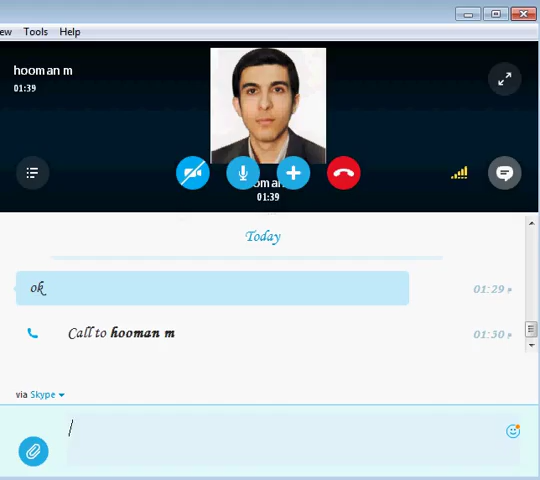 ew Tools Help
hooman m
01:39
01:39
Today
ok
01:29 م
Call to hooman m
01:30 م
via Skype